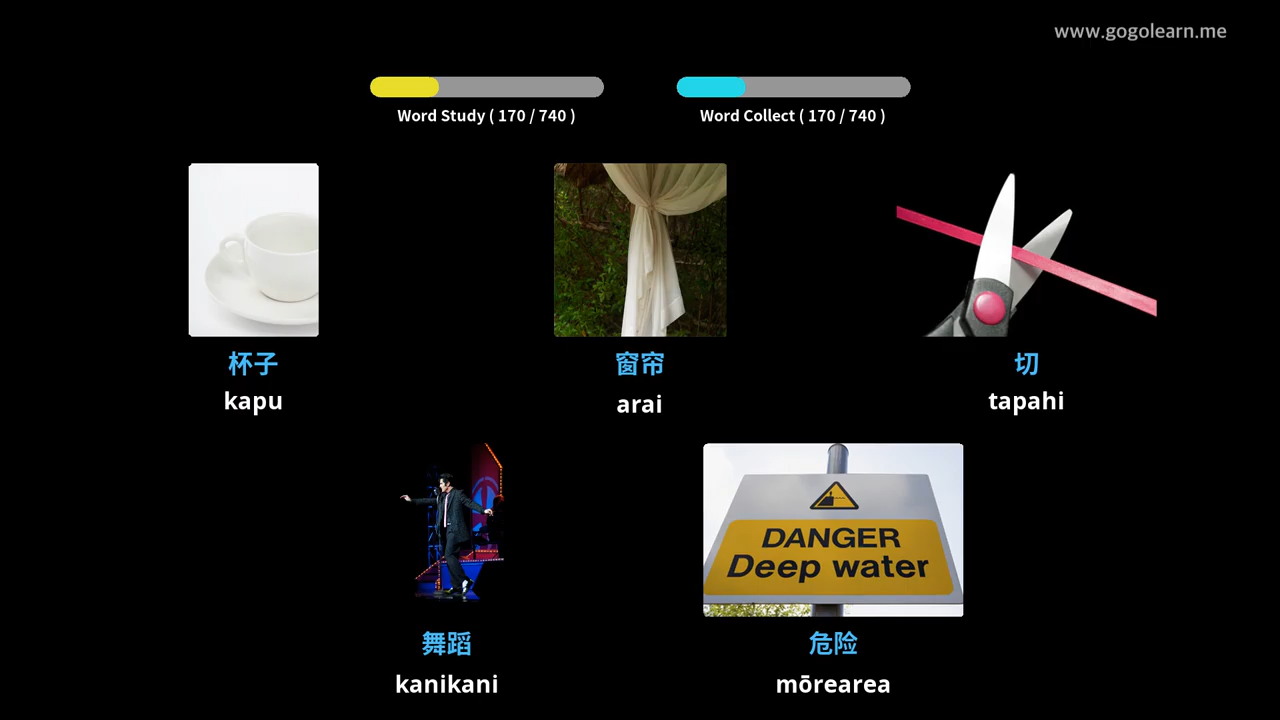 www.gogolearn.me
Word Study ( 170 / 740 )
Word Collect ( 170 / 740 )
杯子
kapu
窗帘
arai
切
tapahi
DANGER
Deep water
舞蹈
kanikani
危险
mōrearea